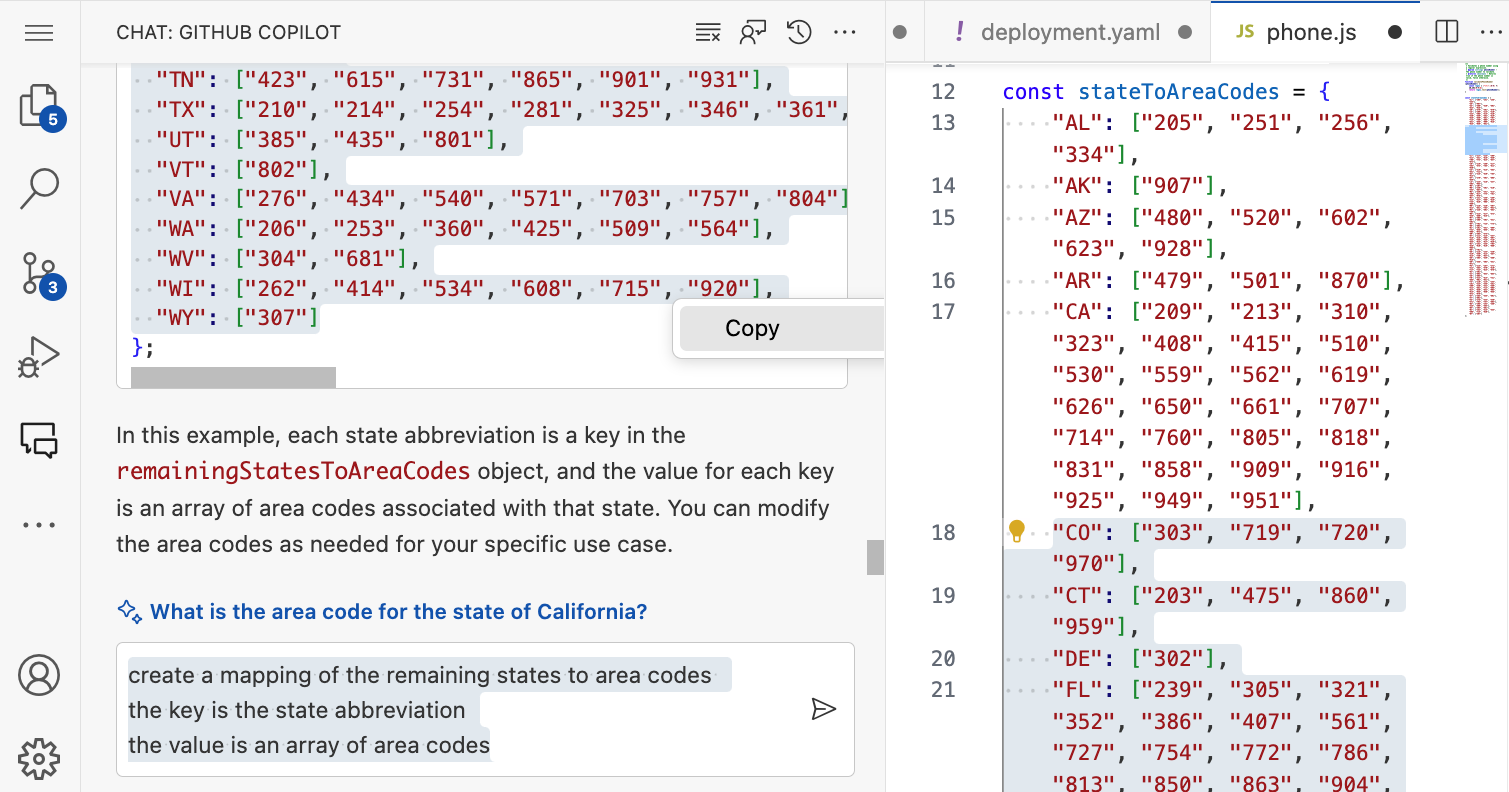 CHAT: GITHUB COPILOT
"TN": ["423", "615", "731", "865", "901", "931"],
"TX": ["210", "214", "254", "281", "325", "346", "361",
"UT": ["385", "435", "801"],
"VT": ["802"],
"VA": ["276", "434", "540", "571", "703", "757", "804"]
"WA": ["206", "253", "360", "425", "509", "564"],
"WV": ["304", "681"],
"WI": ["262", "414", "534", "608", "715", "920"],
"WY": ["307"]
};
Copy
In this example, each state abbreviation is a key in the
remainingStatesToAreaCodes object, and the value for each key
is an array of area codes associated with that state. You can modify
the area codes as needed for your specific use case.
What is the area code for the state of California?
create a mapping of the remaining states to area codes
the key is the state abbreviation
the value is an array of area codes
5
3
! deployment.yaml
JS phone.js
12 const stateToAreaCodes = {
13 "AL": ["205", "251", "256",
"334"],
14 "AK": ["907"],
15 "AZ": ["480", "520", "602",
"623", "928"],
16 "AR": ["479", "501", "870"],
17 "CA": ["209", "213", "310",
"323", "408", "415", "510",
"530", "559", "562", "619",
"626", "650", "661", "707",
"714", "760", "805", "818",
"831", "858", "909", "916",
"925", "949", "951"],
18 "CO": ["303", "719", "720",
"970"],
19 "CT": ["203", "475", "860",
"959"],
20 "DE": ["302"],
21 "FL": ["239", "305", "321",
"352", "386", "407", "561",
"727", "754", "772", "786",
"813", "850", "863", "904",